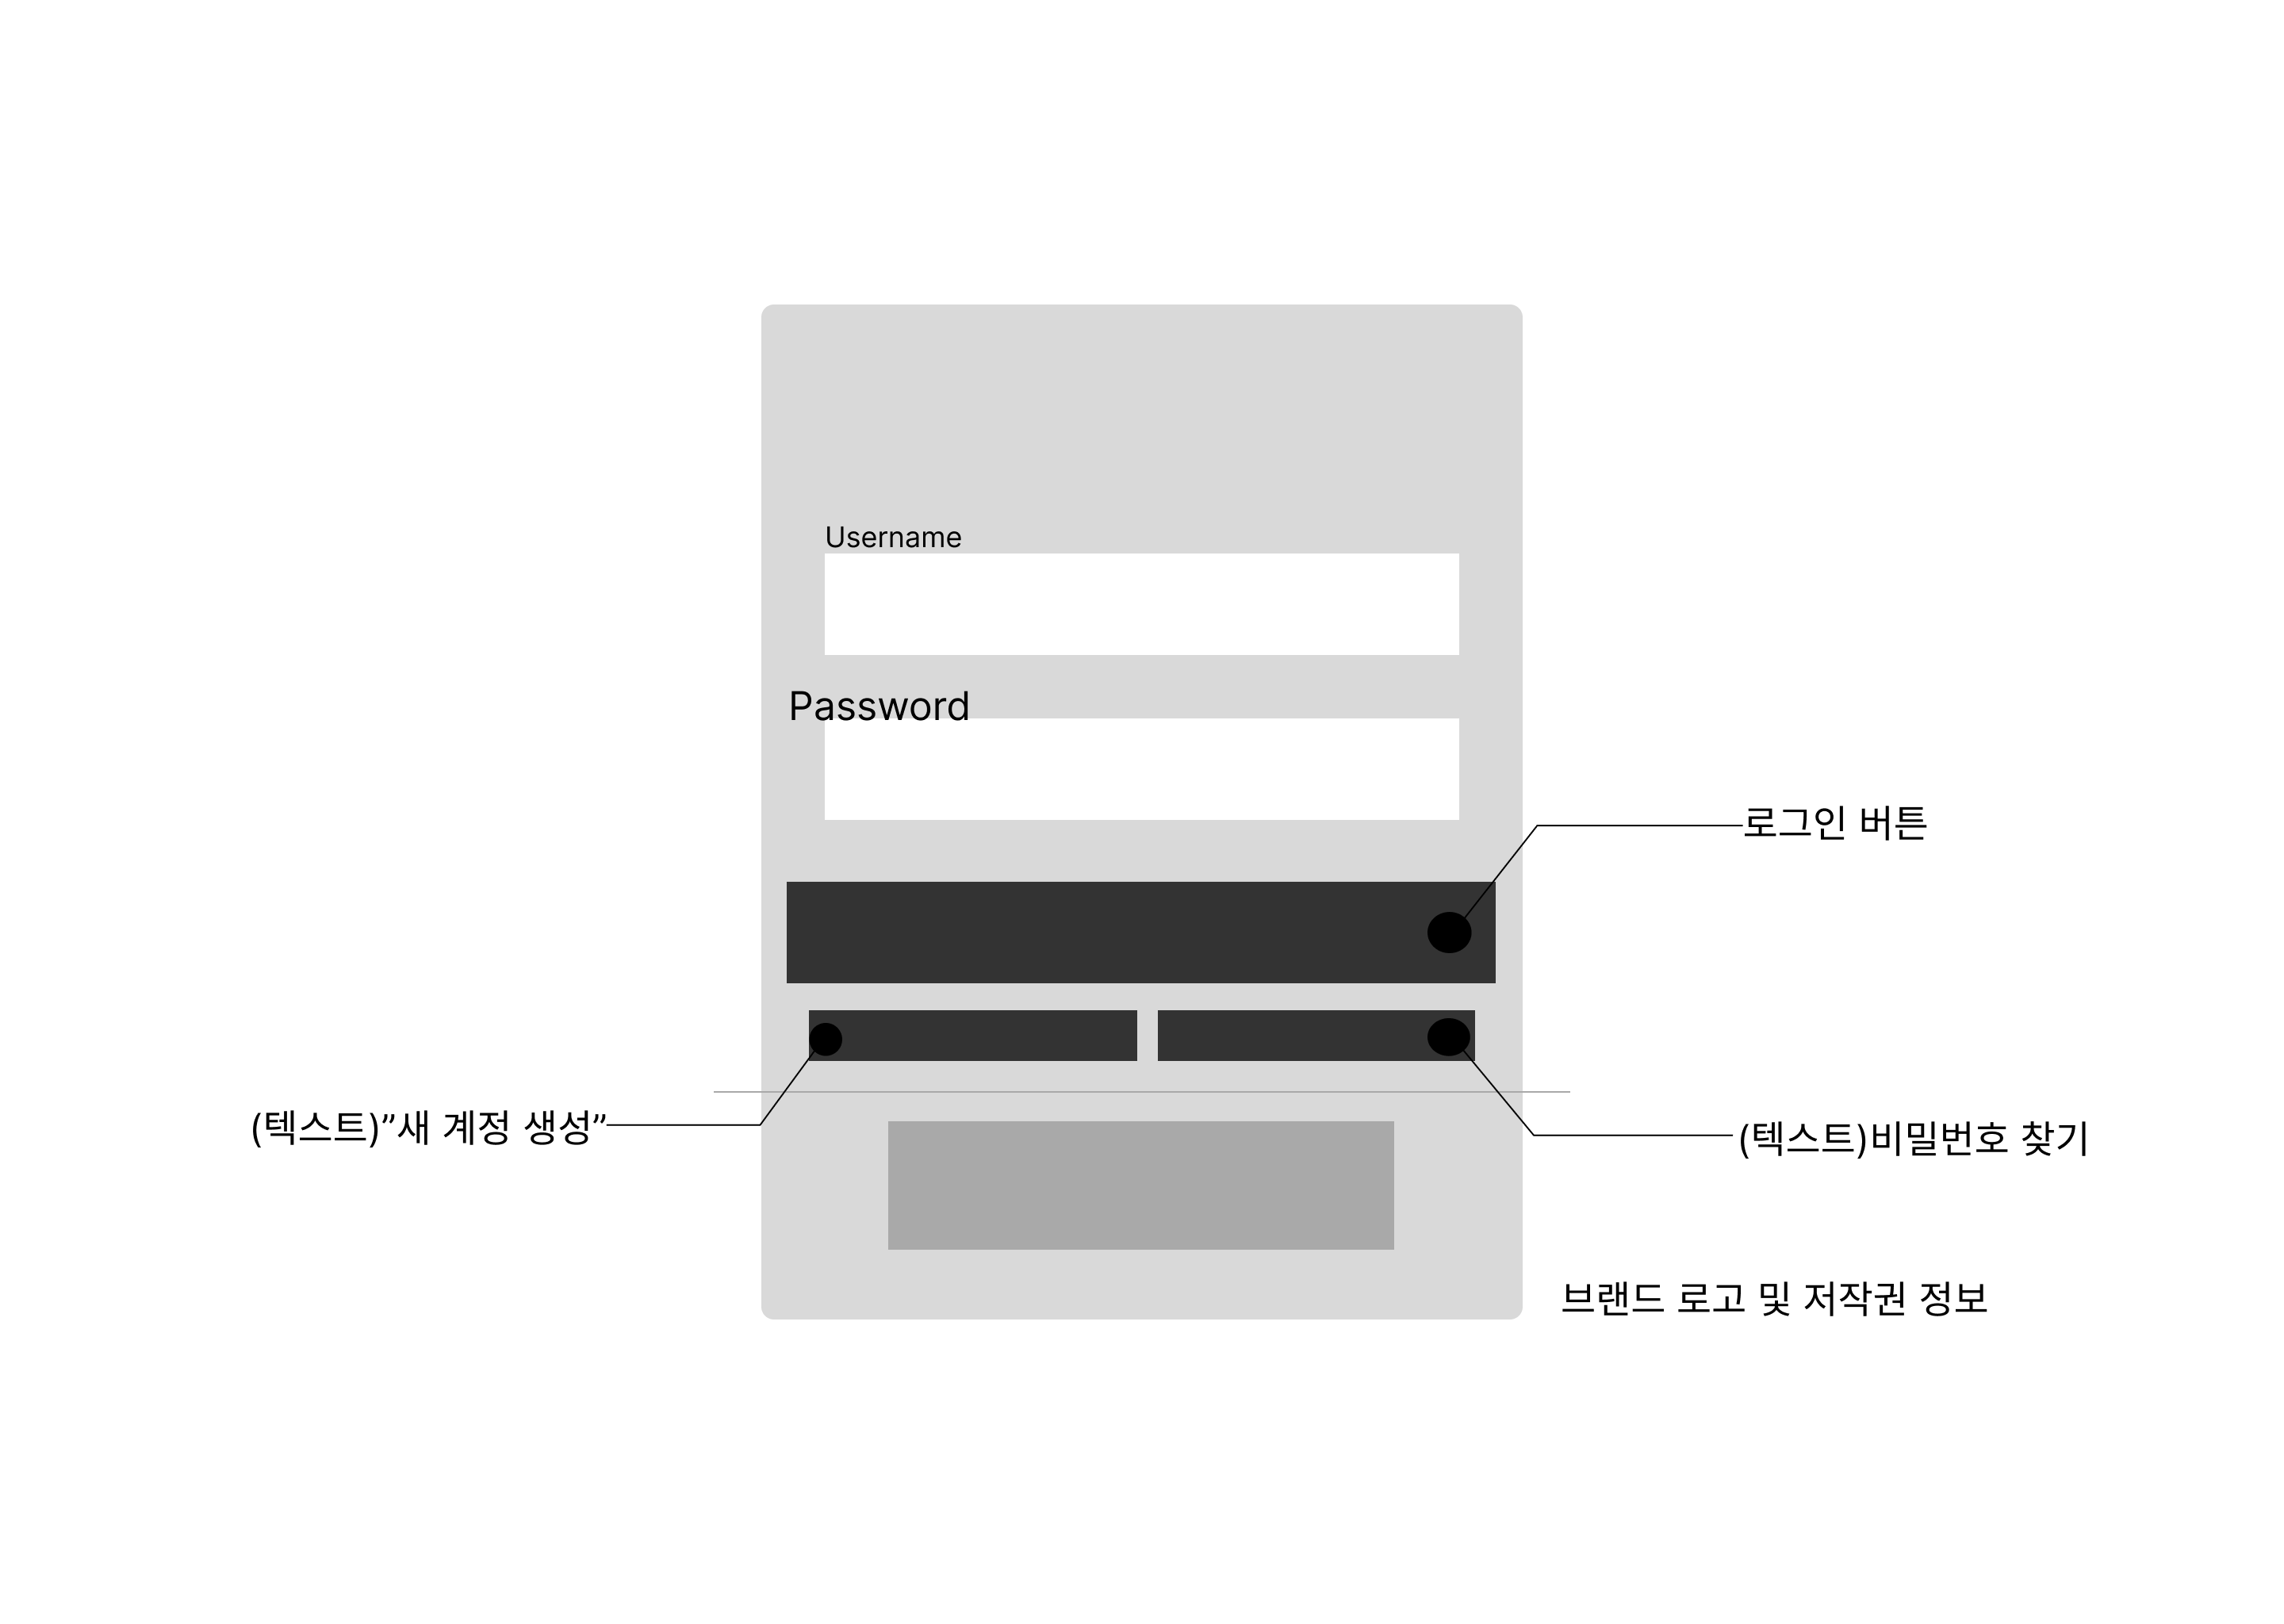 Username
Password
로그인 버튼
(텍스트)”새 계정 생성”
(텍스트)비밀번호 찾기
브랜드 로고 및 저작권 정보